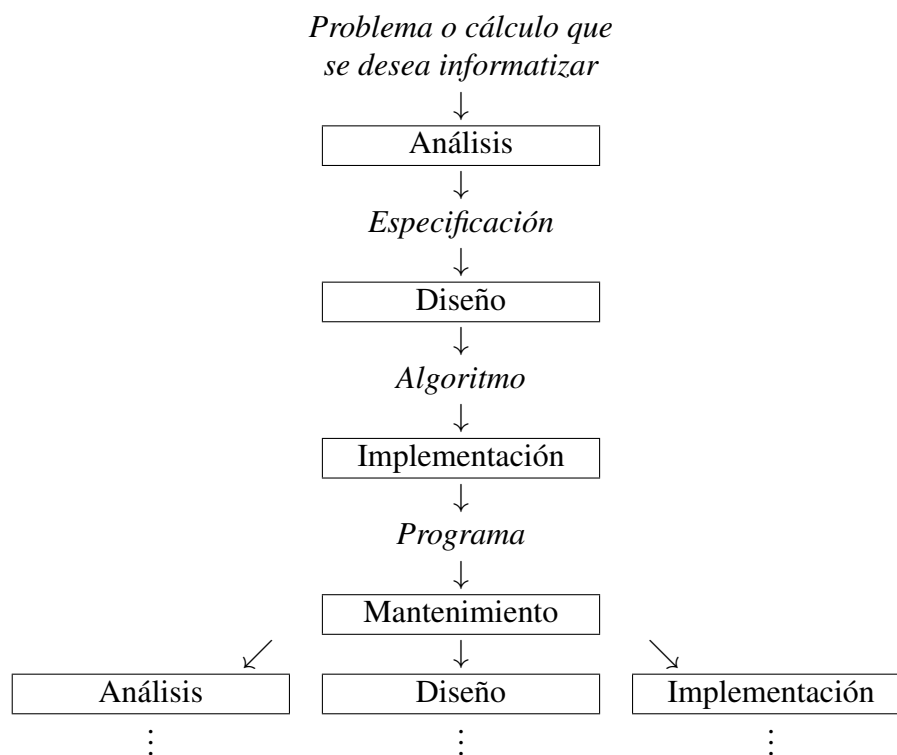 Problema o cálculo que
se desea informatizar
↓
Análisis
↓
Especificación
↓
Diseño
↓
Algoritmo
↓
Implementación
↓
Programa
↓
Mantenimiento
↙ ↓ ↘
Análisis Diseño Implementación
⋮ ⋮ ⋮